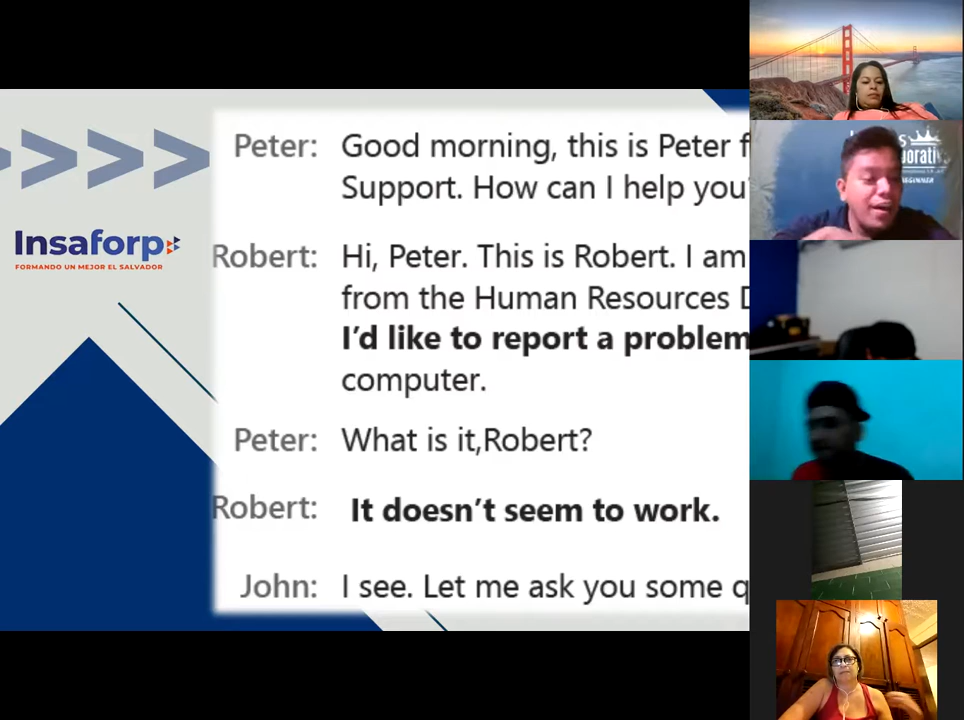 Insaforp
FORMANDO UN MEJOR EL SALVADOR
Peter: Good morning, this is Peter
Support. How can I help you
Robert: Hi, Peter. This is Robert. I am
from the Human Resources
I'd like to report a problem
computer.
Peter: What is it,Robert?
Robert: It doesn't seem to work.
John: I see. Let me ask you some
BEGINNER